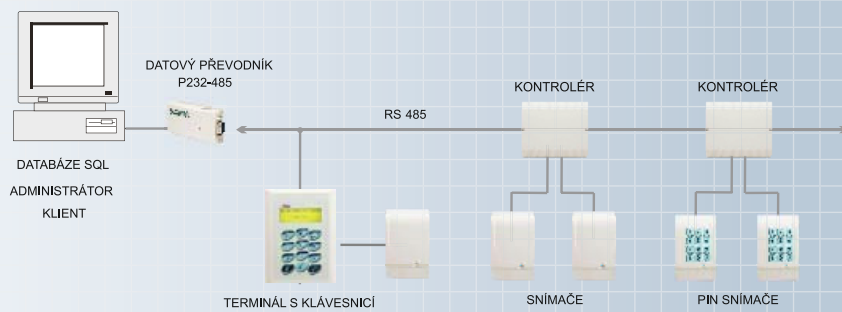 DATOVÝ PŘEVODNÍK
P232-485
KONTROLÉR
KONTROLÉR
RS 485
DATABÁZE SQL
ADMINISTRÁTOR
KLIENT
TERMINÁL S KLÁVESNICÍ
SNÍMAČE
PIN SNÍMAČE